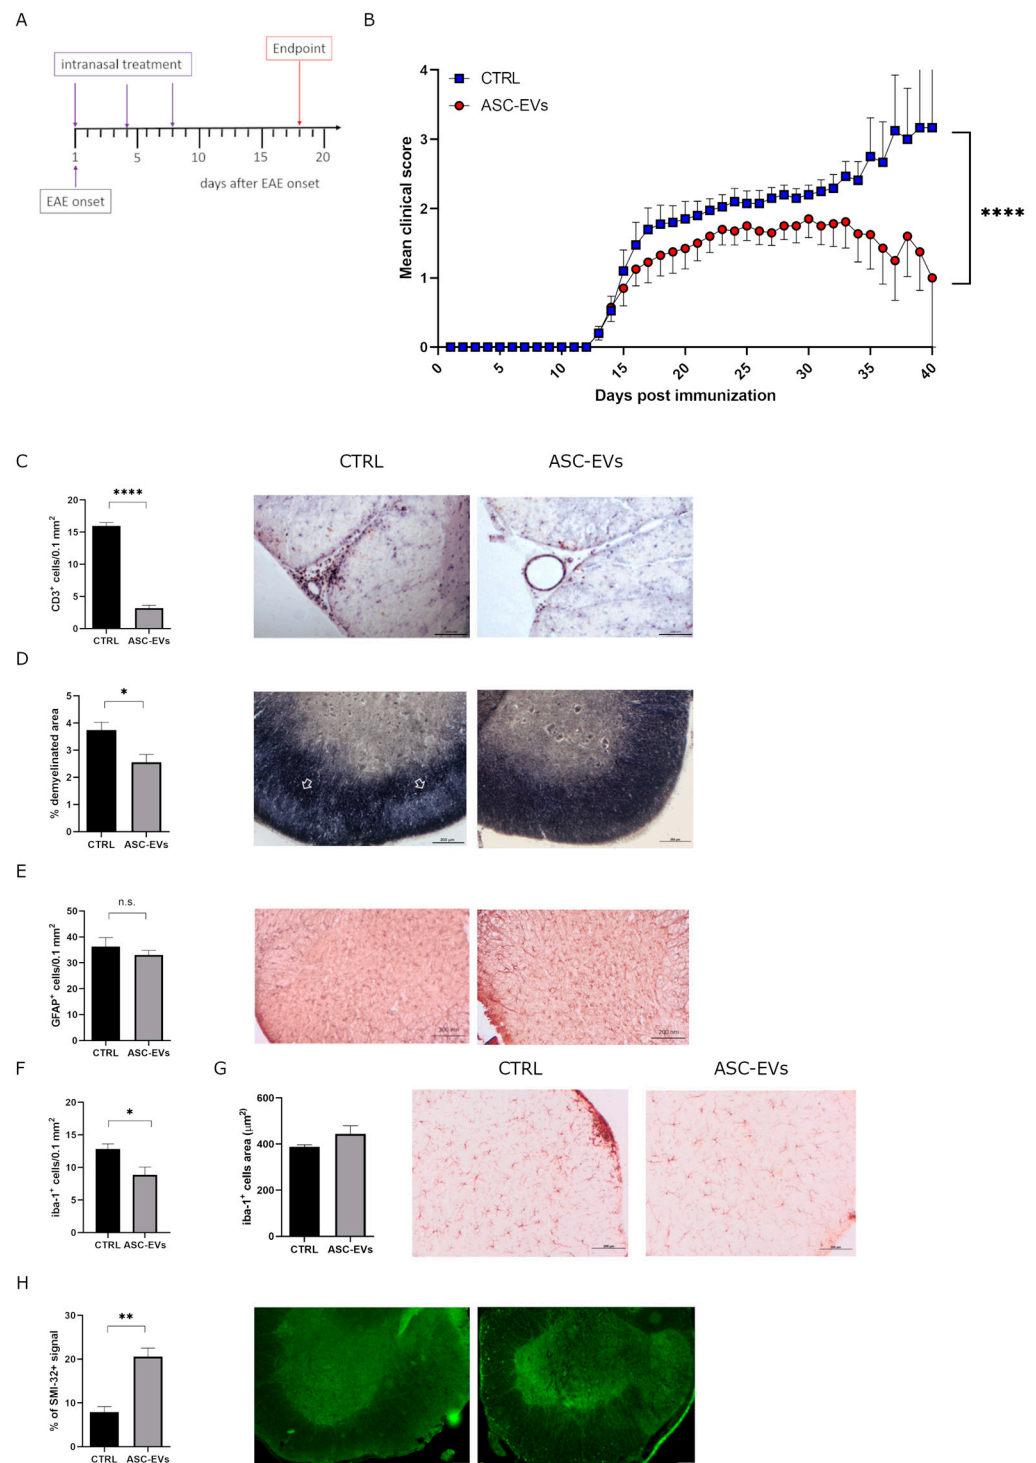 A
intranasal treatment
Endpoint
1
5
10
15
20
EAE onset
days after EAE onset
B
Mean clinical score
4
3
2
1
0
CTRL
ASC-EVs
****
0
5
10
15
20
25
30
35
40
Days post immunization
C
CTRL
ASC-EVs
CD3+ cells/0.1 mm2
20
15
10
5
0
****
CTRL
ASC-EVs
D
% demyelinated area
5
4
3
2
1
0
*
CTRL
ASC-EVs
E
GFAP+ cells/0.1 mm2
50
40
30
20
10
0
n.s.
CTRL
ASC-EVs
200 nm
F
iba-1+ cells/0.1 mm2
20
15
10
5
0
*
CTRL
ASC-EVs
G
iba-1+ cells area (µm2)
600
400
200
0
CTRL
ASC-EVs
CTRL
ASC-EVs
H
% of SMI-32+ signal
30
20
10
0
**
CTRL
ASC-EVs